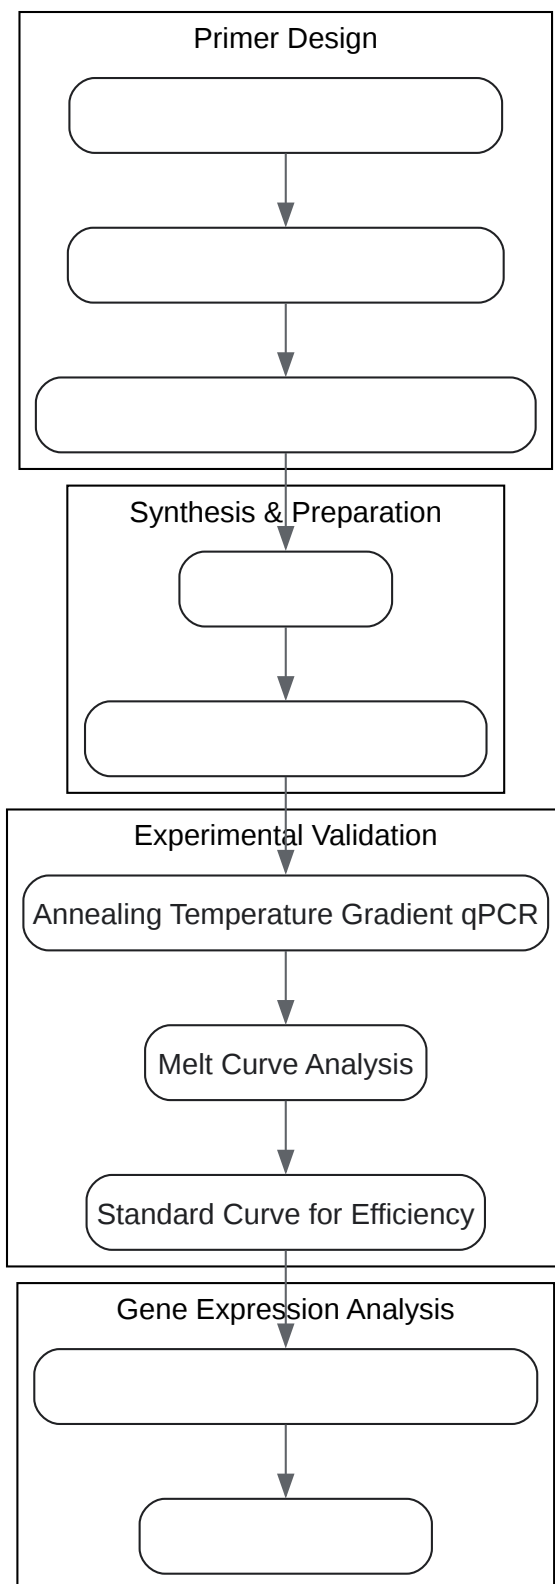 Primer Design
Synthesis & Preparation
Experimental Validation
Annealing Temperature Gradient qPCR
Melt Curve Analysis
Standard Curve for Efficiency
Gene Expression Analysis